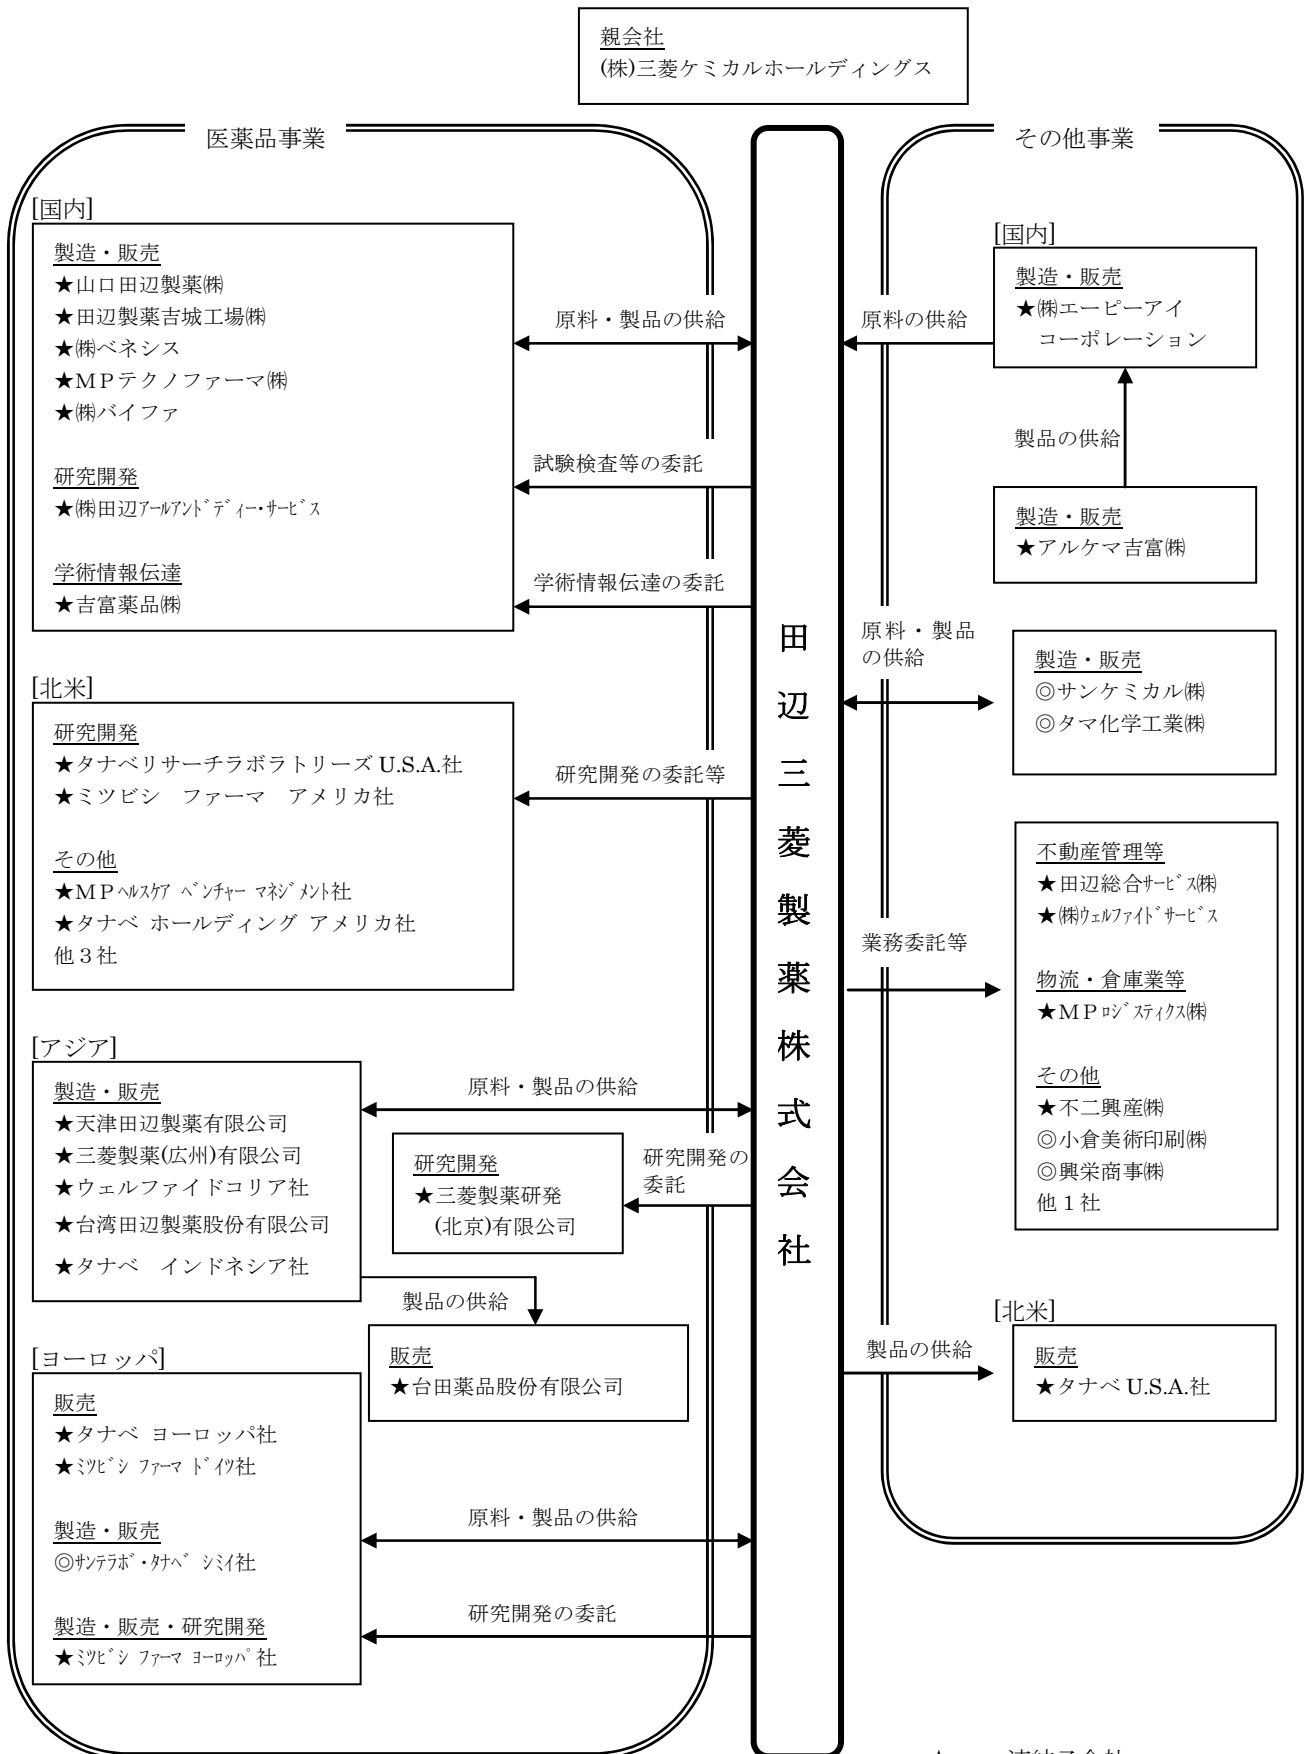 親会社
(株)三菱ケミカルホールディングス
医薬品事業
[国内]
製造・販売
★山口田辺製薬㈱
★田辺製薬吉城工場㈱
★㈱ベネシス
★ＭＰテクノファーマ㈱
★㈱バイファ
研究開発
★㈱田辺ｱｰﾙｱﾝﾄﾞﾃﾞｨｰ･ｻｰﾋﾞｽ
学術情報伝達
★吉富薬品㈱
原料・製品の供給
試験検査等の委託
学術情報伝達の委託
[北米]
研究開発
★タナベリサーチラボラトリーズ U.S.A.社
★ミツビシ　ファーマ　アメリカ社
その他
★ＭＰﾍﾙｽｹｱ ﾍﾞﾝﾁｬｰ ﾏﾈｼﾞﾒﾝﾄ社
★タナベ ホールディング アメリカ社
他３社
研究開発の委託等
[アジア]
製造・販売
★天津田辺製薬有限公司
★三菱製薬(広州)有限公司
★ウェルファイドコリア社
★台湾田辺製薬股份有限公司
★タナベ　インドネシア社
原料・製品の供給
研究開発
★三菱製薬研発
(北京)有限公司
研究開発の
委託
製品の供給
販売
★台田薬品股份有限公司
[ヨーロッパ]
販売
★タナベ ヨーロッパ社
★ﾐﾂﾋﾞｼ ﾌｧｰﾏ ﾄﾞｲﾂ社
製造・販売
◎ｻﾝﾃﾗﾎﾞ･ﾀﾅﾍﾞ ｼﾐｲ社
製造・販売・研究開発
★ﾐﾂﾋﾞｼ ﾌｧｰﾏ ﾖｰﾛｯﾊﾟ社
原料・製品の供給
研究開発の委託
田辺三菱製薬株式会社
その他事業
[国内]
製造・販売
★㈱エーピーアイ
コーポレーション
原料の供給
製品の供給
製造・販売
★アルケマ吉富㈱
原料・製品
の供給
製造・販売
◎サンケミカル㈱
◎タマ化学工業㈱
不動産管理等
★田辺総合ｻｰﾋﾞｽ㈱
★㈱ｳｪﾙﾌｧｲﾄﾞｻｰﾋﾞｽ
業務委託等
物流・倉庫業等
★ＭＰﾛｼﾞｽﾃｨｸｽ㈱
その他
★不二興産㈱
◎小倉美術印刷㈱
◎興栄商事㈱
他１社
[北米]
製品の供給
販売
★タナベ U.S.A.社